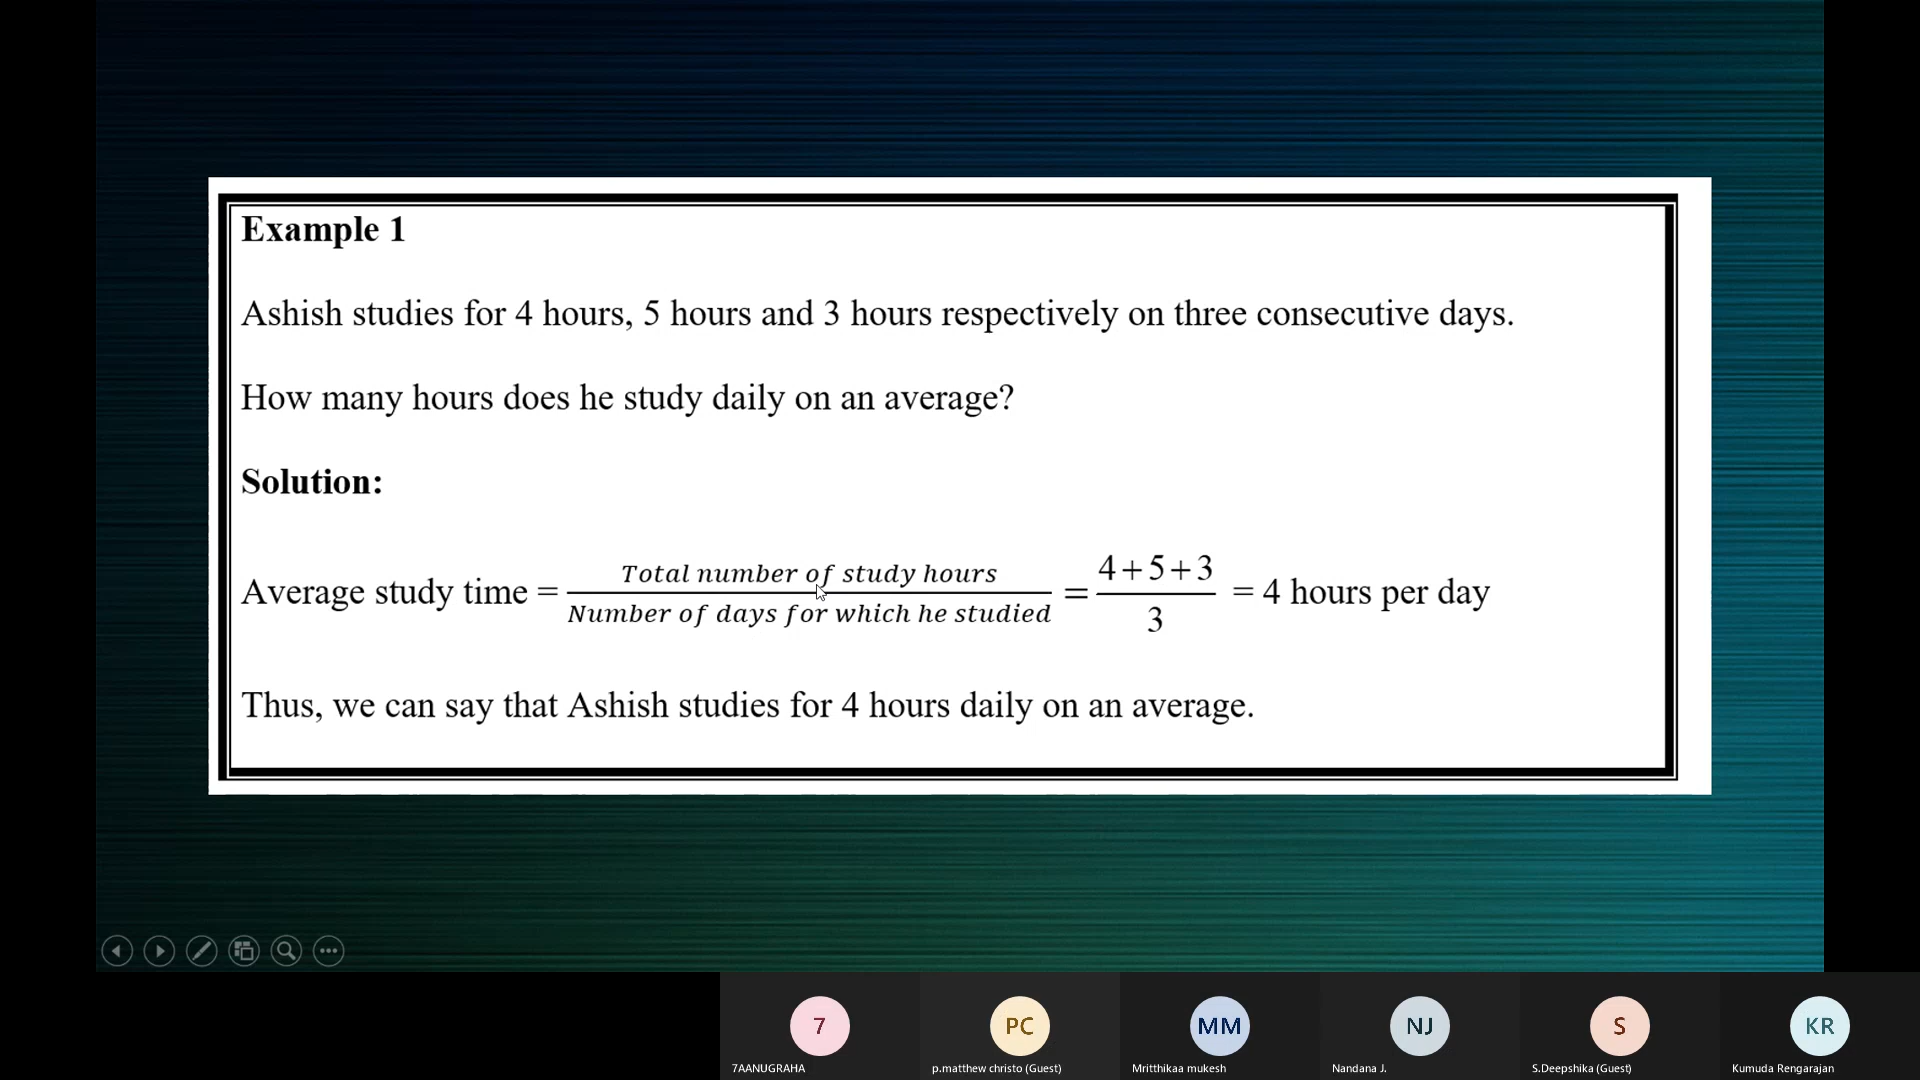 Example 1
Ashish studies for 4 hours, 5 hours and 3 hours respectively on three consecutive days.
How many hours does he study daily on an average?
Solution:
Average study time = Total number of study hours / Number of days for which he studied = 4+5+3 / 3 = 4 hours per day
Thus, we can say that Ashish studies for 4 hours daily on an average.
7 PC MM NJ S KR
7AANUGRAHA p.matthew christo (Guest) Mritthikaa mukesh Nandana J. S.Deepshika (Guest) Kumuda Rengarajan